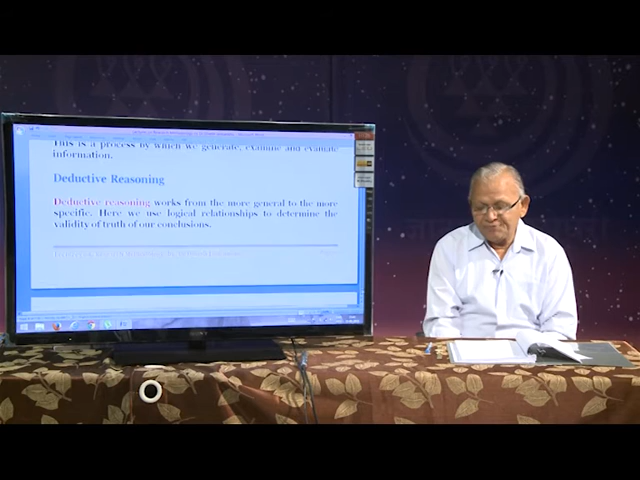 This is a process by which we generate, examine and evaluate
information.
Deductive Reasoning
Deductive reasoning works from the more general to the more
specific. Here we use logical relationships to determine the
validity of truth of our conclusions.